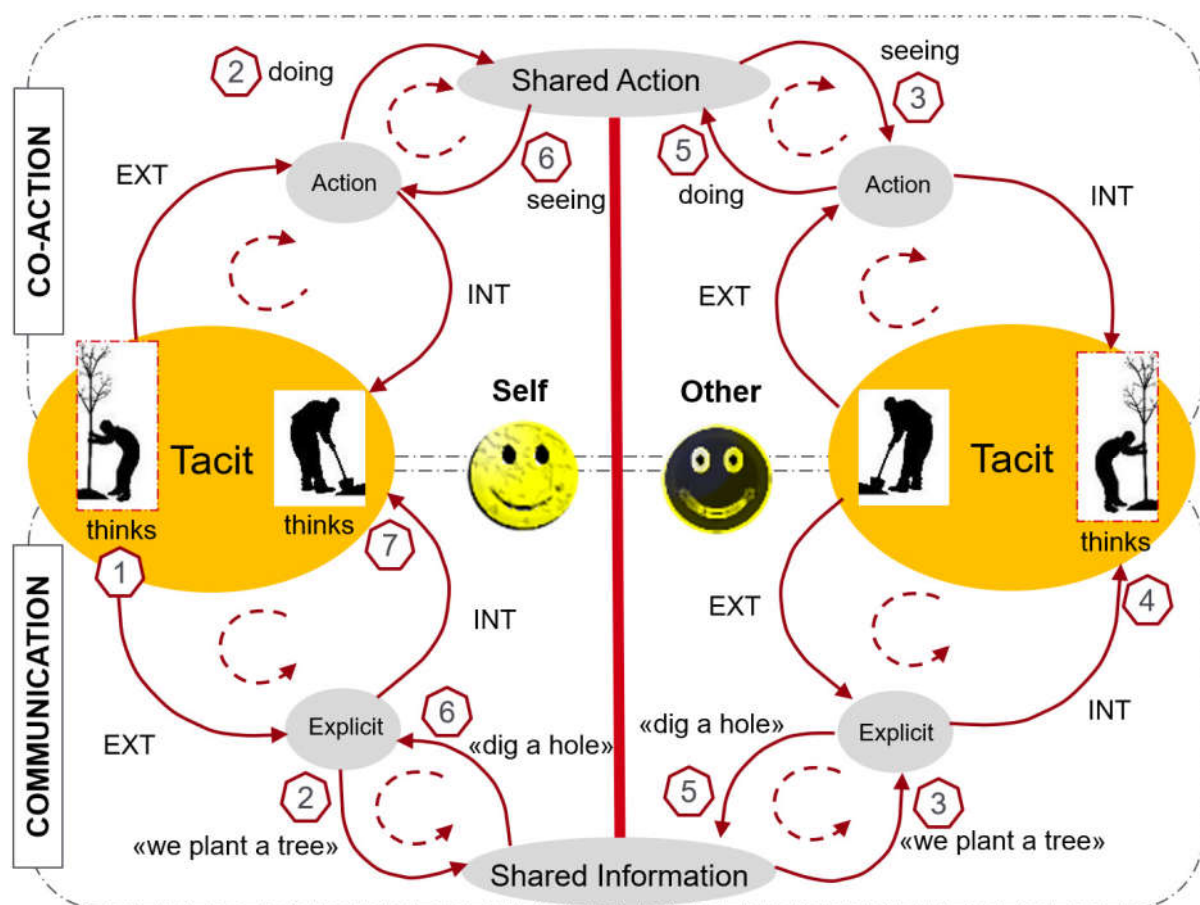 seeing
2
doing
Shared Action
3
6
5
EXT
Action
seeing
doing
Action
INT
CO-ACTION
INT
EXT
Self
Other
Tacit
Tacit
thinks
thinks
thinks
1
7
4
COMMUNICATION
EXT
INT
INT
EXT
Explicit
6
«dig a hole»
«dig a hole»
Explicit
2
5
3
«we plant a tree»
«we plant a tree»
Shared Information